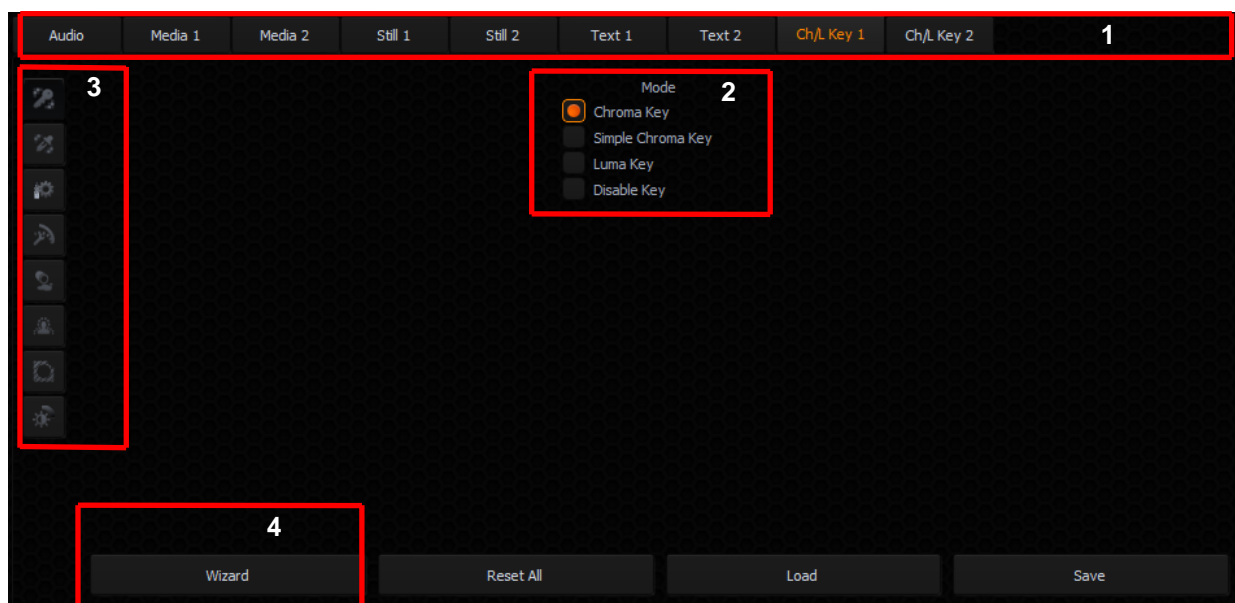 Audio Media 1 Media 2 Still 1 Still 2 Text 1 Text 2 Ch/L Key 1 Ch/L Key 2 1
3
Mode 2
Chroma Key
Simple Chroma Key
Luma Key
Disable Key
4
Wizard Reset All Load Save